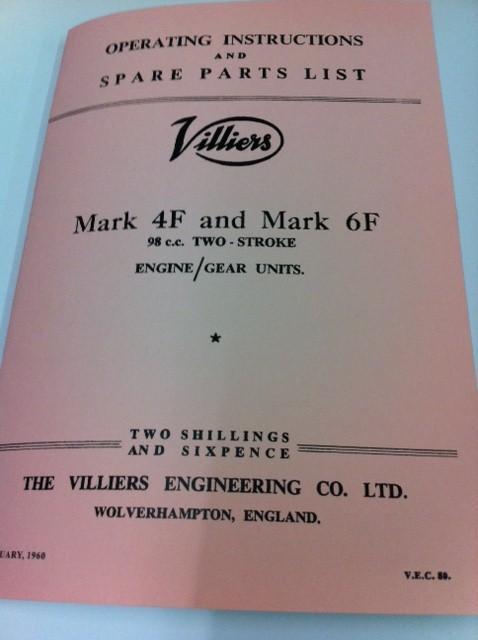 OPERATING INSTRUCTIONS
AND
SPARE PARTS LIST
Villiers
Mark 4F and Mark 6F
98 c.c. TWO-STROKE
ENGINE/GEAR UNITS.
TWO SHILLINGS
AND SIXPENCE
THE VILLIERS ENGINEERING CO. LTD.
WOLVERHAMPTON, ENGLAND.
UARY, 1960
V.E.C. 80.